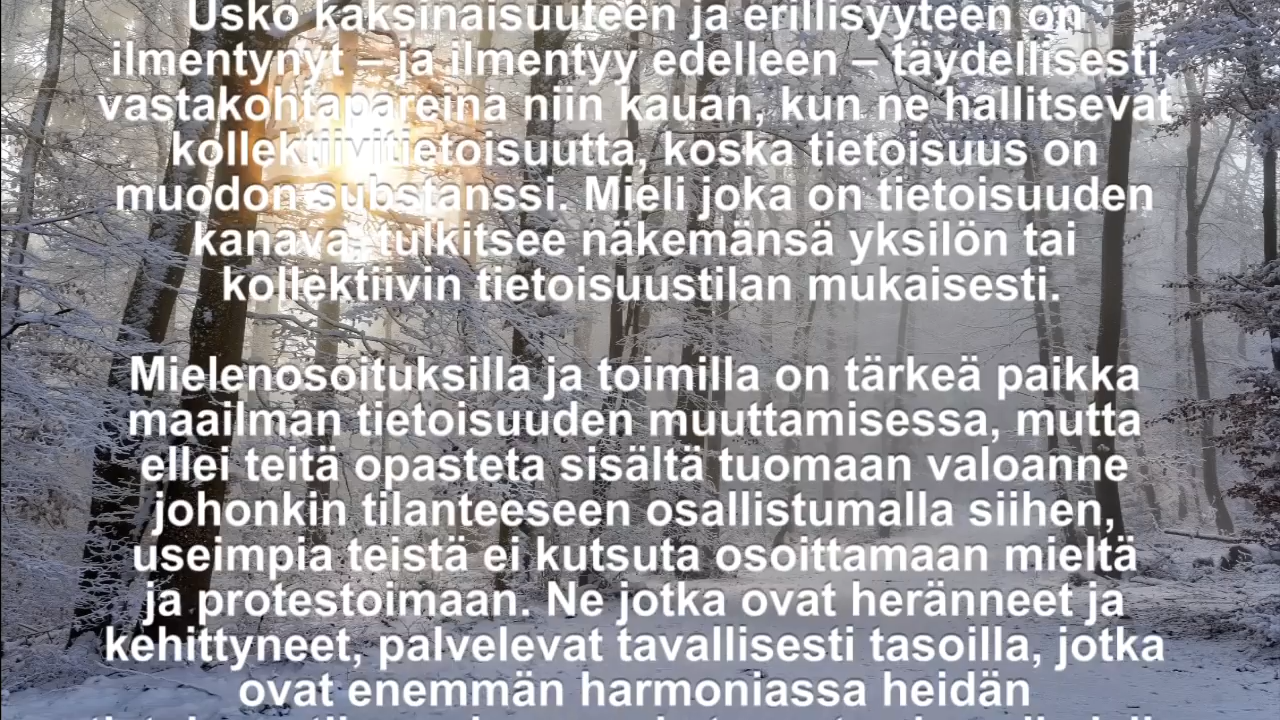 Usko kaksinaisuuteen ja erillisyyteen on
ilmentynyt – ja ilmentyy edelleen – täydellisesti
vastakohtapareina niin kauan, kun ne hallitsevat
kollektiivitietoisuutta, koska tietoisuus on
muodon substanssi. Mieli joka on tietoisuuden
kanava, tulkitsee näkemänsä yksilön tai
kollektiivin tietoisuustilan mukaisesti.
Mielenosoituksilla ja toimilla on tärkeä paikka
maailman tietoisuuden muuttamisessa, mutta
ellei teitä opasteta sisältä tuomaan valoanne
johonkin tilanteeseen osallistumalla siihen,
useimpia teistä ei kutsuta osoittamaan mieltä
ja protestoimaan. Ne jotka ovat heränneet ja
kehittyneet, palvelevat tavallisesti tasoilla, jotka
ovat enemmän harmoniassa heidän